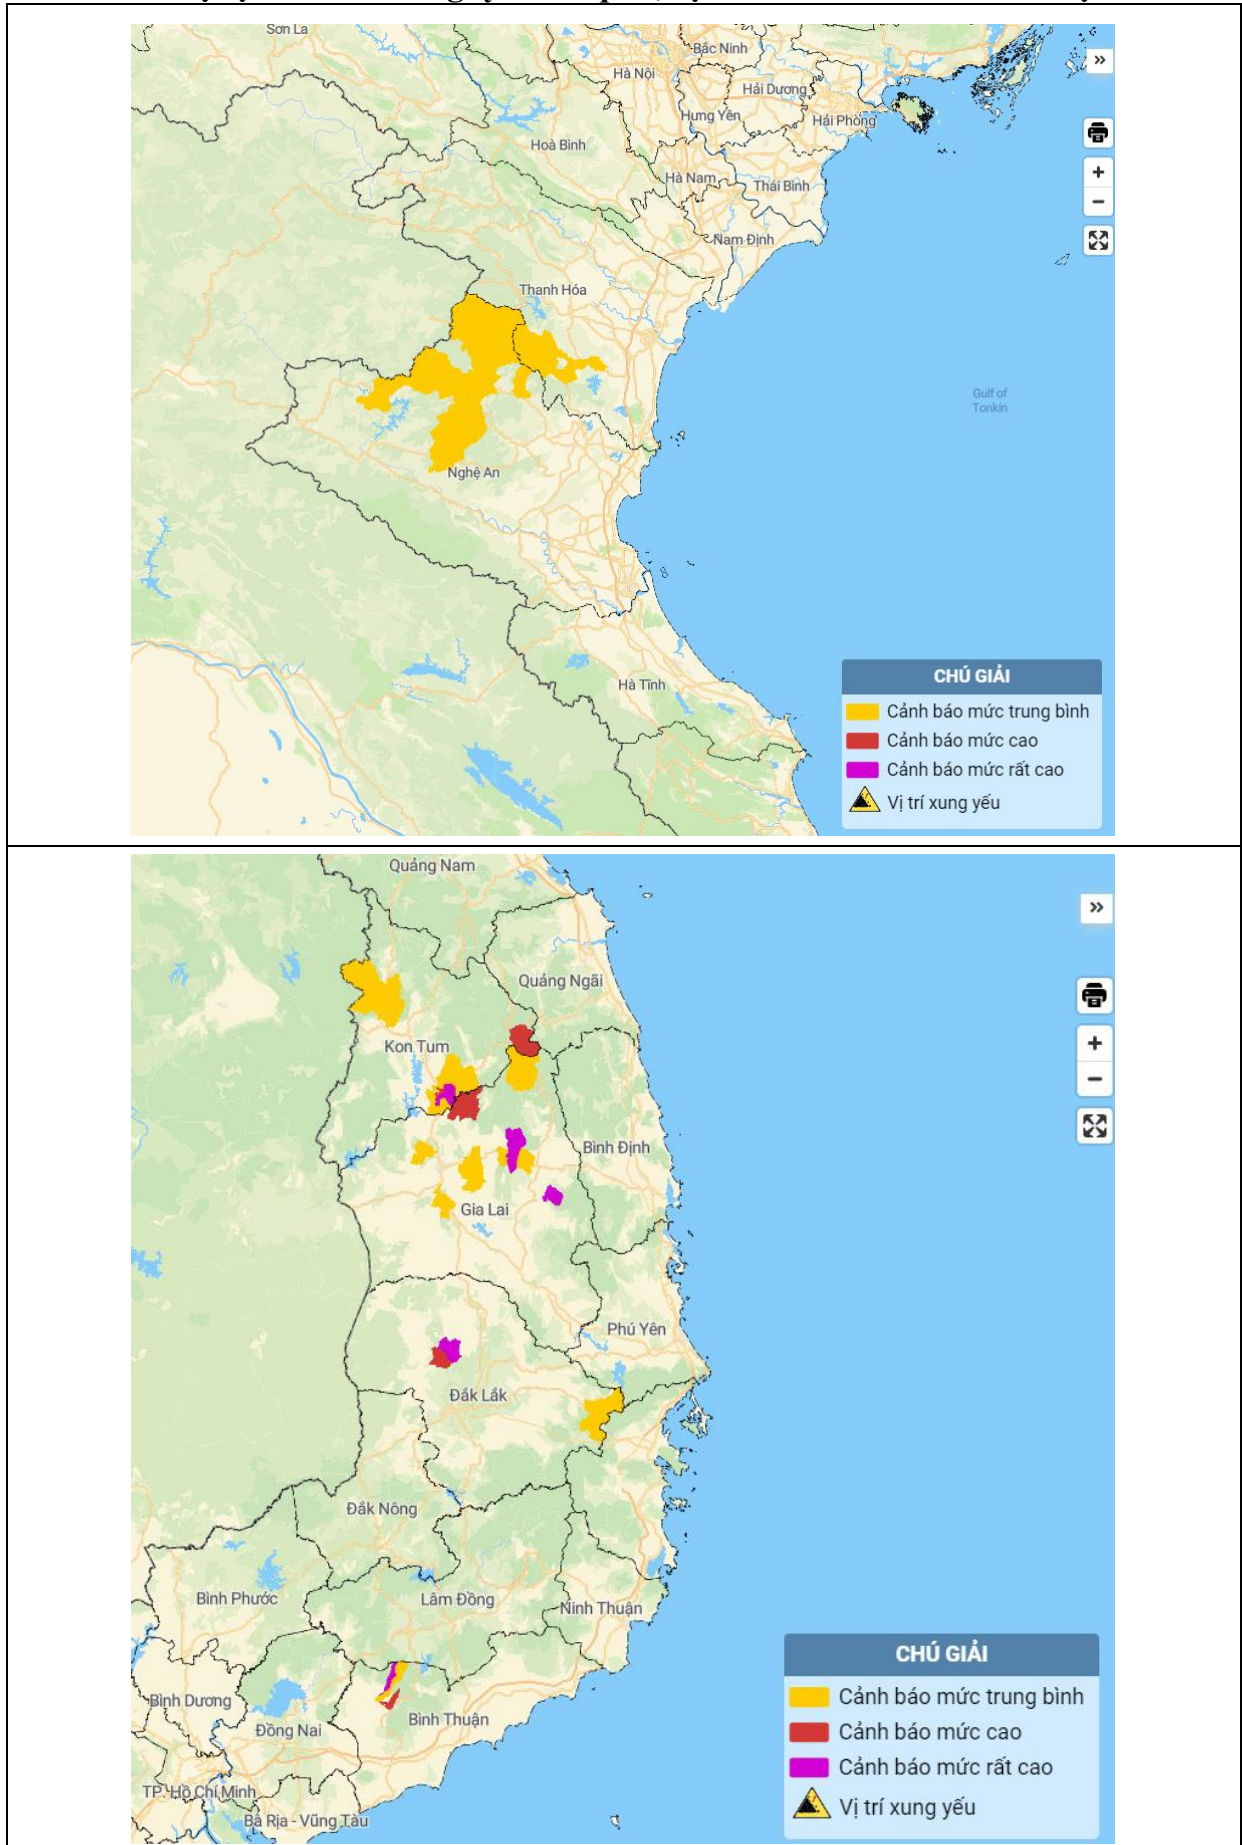 Sơn La
Bắc Ninh
Hà Nội
Hải Dương
Hưng Yên
Hải Phòng
Hoà Bình
Hà Nam
Thái Bình
Nam Định
Thanh Hóa
Gulf of
Tonkin
Nghệ An
Hà Tĩnh
CHÚ GIẢI
Cảnh báo mức trung bình
Cảnh báo mức cao
Cảnh báo mức rất cao
Vị trí xung yếu
Quảng Nam
Quảng Ngãi
Kon Tum
Bình Định
Gia Lai
Phú Yên
Đắk Lắk
Đắk Nông
Bình Phước
Lâm Đồng
Ninh Thuận
Bình Dương
Đồng Nai
Bình Thuận
TP. Hồ Chí Minh
Bà Rịa - Vũng Tàu
CHÚ GIẢI
Cảnh báo mức trung bình
Cảnh báo mức cao
Cảnh báo mức rất cao
Vị trí xung yếu